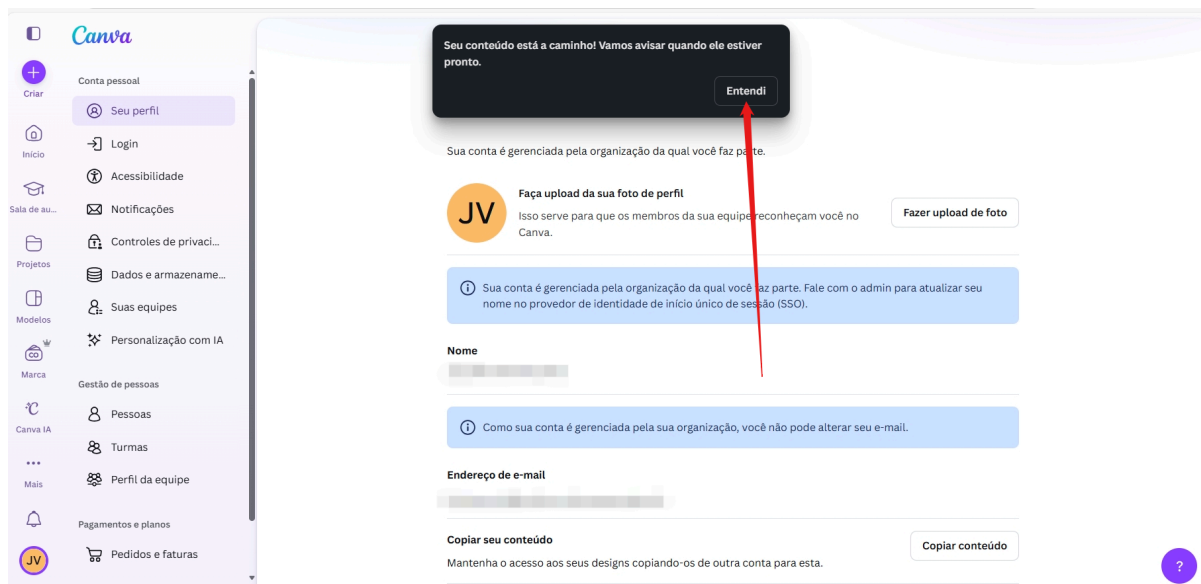 Canva
Criar
Início
Sala de au...
Projetos
Modelos
Marca
Canva IA
Mais
JV
Conta pessoal
Seu perfil
Login
Acessibilidade
Notificações
Controles de privaci...
Dados e armazename...
Suas equipes
Personalização com IA
Gestão de pessoas
Pessoas
Turmas
Perfil da equipe
Pagamentos e planos
Pedidos e faturas
Seu conteúdo está a caminho! Vamos avisar quando ele estiver
pronto.
Entendi
Sua conta é gerenciada pela organização da qual você faz parte.
JV
Faça upload da sua foto de perfil
Isso serve para que os membros da sua equipe reconheçam você no
Canva.
Fazer upload de foto
Sua conta é gerenciada pela organização da qual você faz parte. Fale com o admin para atualizar seu
nome no provedor de identidade de início único de sessão (SSO).
Nome
Como sua conta é gerenciada pela sua organização, você não pode alterar seu e-mail.
Endereço de e-mail
Copiar seu conteúdo
Mantenha o acesso aos seus designs copiando-os de outra conta para esta.
Copiar conteúdo
?